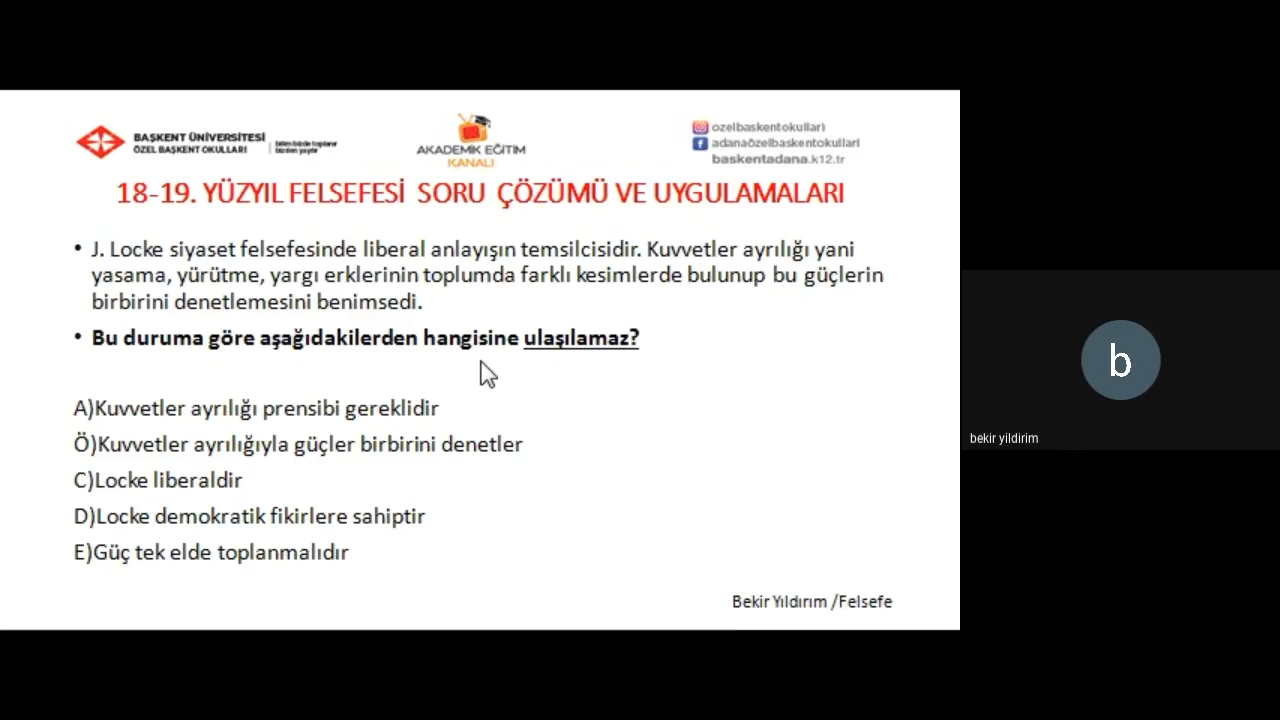 BAŞKENT ÜNİVERSİTESİ
ÖZEL BAŞKENT OKULLARI
AKADEMİK EĞİTİM
KANALI
ozelbaskentokullari
adanaözelbaskentokullari
baskentadana.k12.tr
18-19. YÜZYIL FELSEFESİ SORU ÇÖZÜMÜ VE UYGULAMALARI
• J. Locke siyaset felsefesinde liberal anlayışın temsilcisidir. Kuvvetler ayrılığı yani
yasama, yürütme, yargı erklerinin toplumda farklı kesimlerde bulunup bu güçlerin
birbirini denetlemesini benimsedi.
• Bu duruma göre aşağıdakilerden hangisine ulaşılamaz?
A)Kuvvetler ayrılığı prensibi gereklidir
Ö)Kuvvetler ayrılığıyla güçler birbirini denetler
C)Locke liberaldir
D)Locke demokratik fikirlere sahiptir
E)Güç tek elde toplanmalıdır
Bekir Yıldırım /Felsefe
b
bekir yildirim